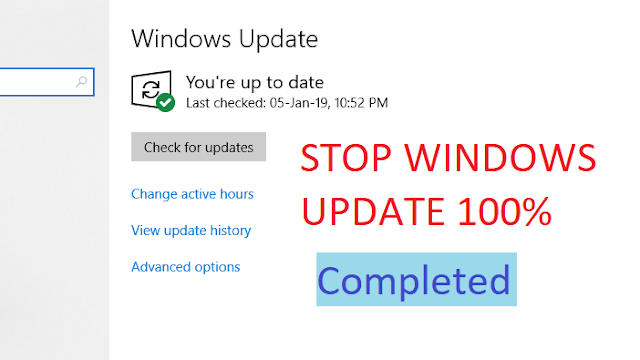 Windows Update
You're up to date
Last checked: 05-Jan-19, 10:52 PM
Check for updates
STOP WINDOWS
UPDATE 100%
Change active hours
View update history
Completed
Advanced options